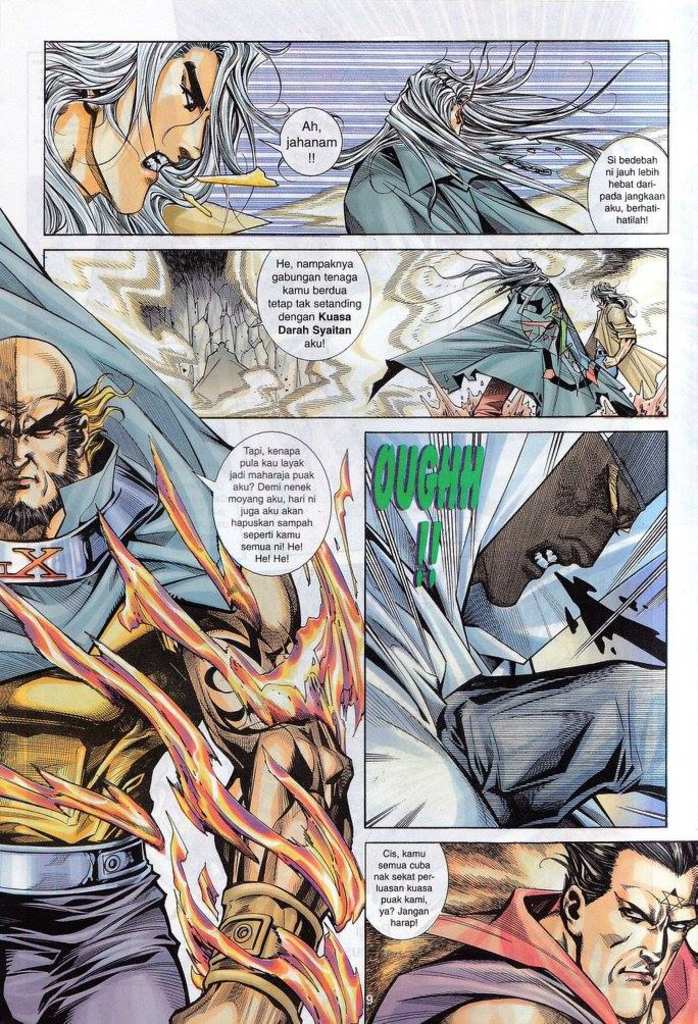 Ah,
jahanam
!!
Si bedebah
ni jauh lebih
hebat dari-
pada jangkaan
aku, berhati-
hatilah!
He, nampaknya
gabungan tenaga
kamu berdua
tetap tak setanding
dengan Kuasa
Darah Syaitan
aku!
Tapi, kenapa
pula kau layak
jadi maharaja puak
aku? Demi nenek
moyang aku, hari ni
juga aku akan
hapuskan sampah
seperti kamu
semua ni! He!
He! He!
OUGHH
!!
X
Cis, kamu
semua cuba
nak sekat per-
luasan kuasa
puak kami,
ya? Jangan
harap!
9